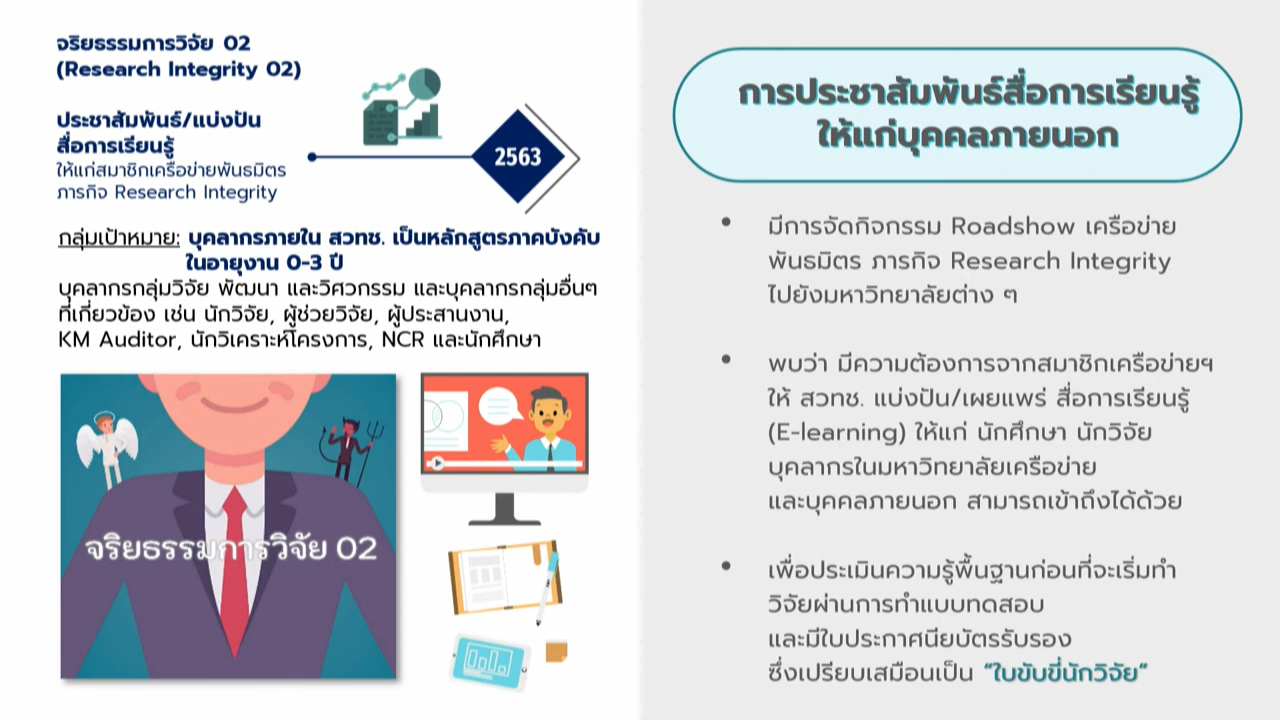 จริยธรรมการวิจัย 02
(Research Integrity 02)
ประชาสัมพันธ์/แบ่งปัน
สื่อการเรียนรู้
ให้แก่สมาชิกเครือข่ายพันธมิตร
ภารกิจ Research Integrity
2563
กลุ่มเป้าหมาย: บุคลากรภายใน สวทช. เป็นหลักสูตรภาคบังคับ
ในอายุงาน 0-3 ปี
บุคลากรกลุ่มวิจัย พัฒนา และวิศวกรรม และบุคลากรกลุ่มอื่นๆ
ที่เกี่ยวข้อง เช่น นักวิจัย, ผู้ช่วยวิจัย, ผู้ประสานงาน,
KM Auditor, นักวิเคราะห์โครงการ, NCR และนักศึกษา
จริยธรรมการวิจัย 02
การประชาสัมพันธ์สื่อการเรียนรู้
ให้แก่บุคคลภายนอก
• มีการจัดกิจกรรม Roadshow เครือข่าย
พันธมิตร ภารกิจ Research Integrity
ไปยังมหาวิทยาลัยต่าง ๆ
• พบว่า มีความต้องการจากสมาชิกเครือข่ายฯ
ให้ สวทช. แบ่งปัน/เผยแพร่ สื่อการเรียนรู้
(E-learning) ให้แก่ นักศึกษา นักวิจัย
บุคลากรในมหาวิทยาลัยเครือข่าย
และบุคคลภายนอก สามารถเข้าถึงได้ด้วย
• เพื่อประเมินความรู้พื้นฐานก่อนที่จะเริ่มทำ
วิจัยผ่านการทำแบบทดสอบ
และมีใบประกาศนียบัตรรับรอง
ซึ่งเปรียบเสมือนเป็น “ใบขับขี่นักวิจัย”